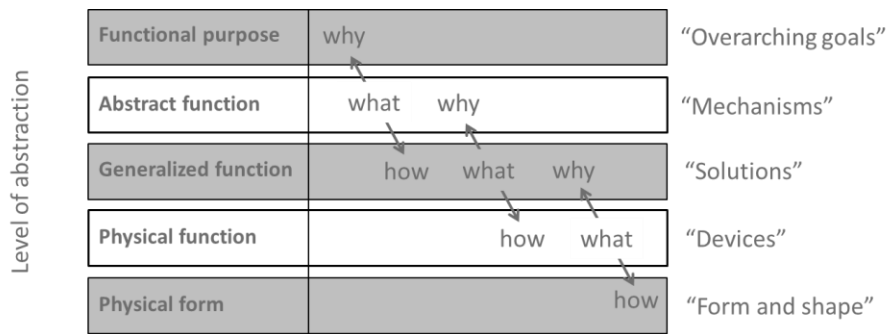 Level of abstraction
Functional purpose why “Overarching goals”
Abstract function what why “Mechanisms”
Generalized function how what why “Solutions”
Physical function how what “Devices”
Physical form how “Form and shape”